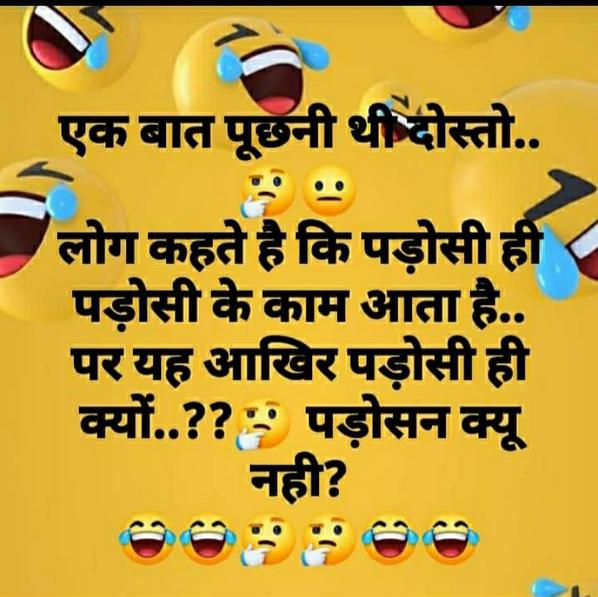 एक बात पूछनी थी दोस्तो..
🤔😐
लोग कहते है कि पड़ोसी ही
पड़ोसी के काम आता है..
पर यह आखिर पड़ोसी ही
क्यों..??🤔 पड़ोसन क्यू
नही?
😂😂🤔🤔😂😂